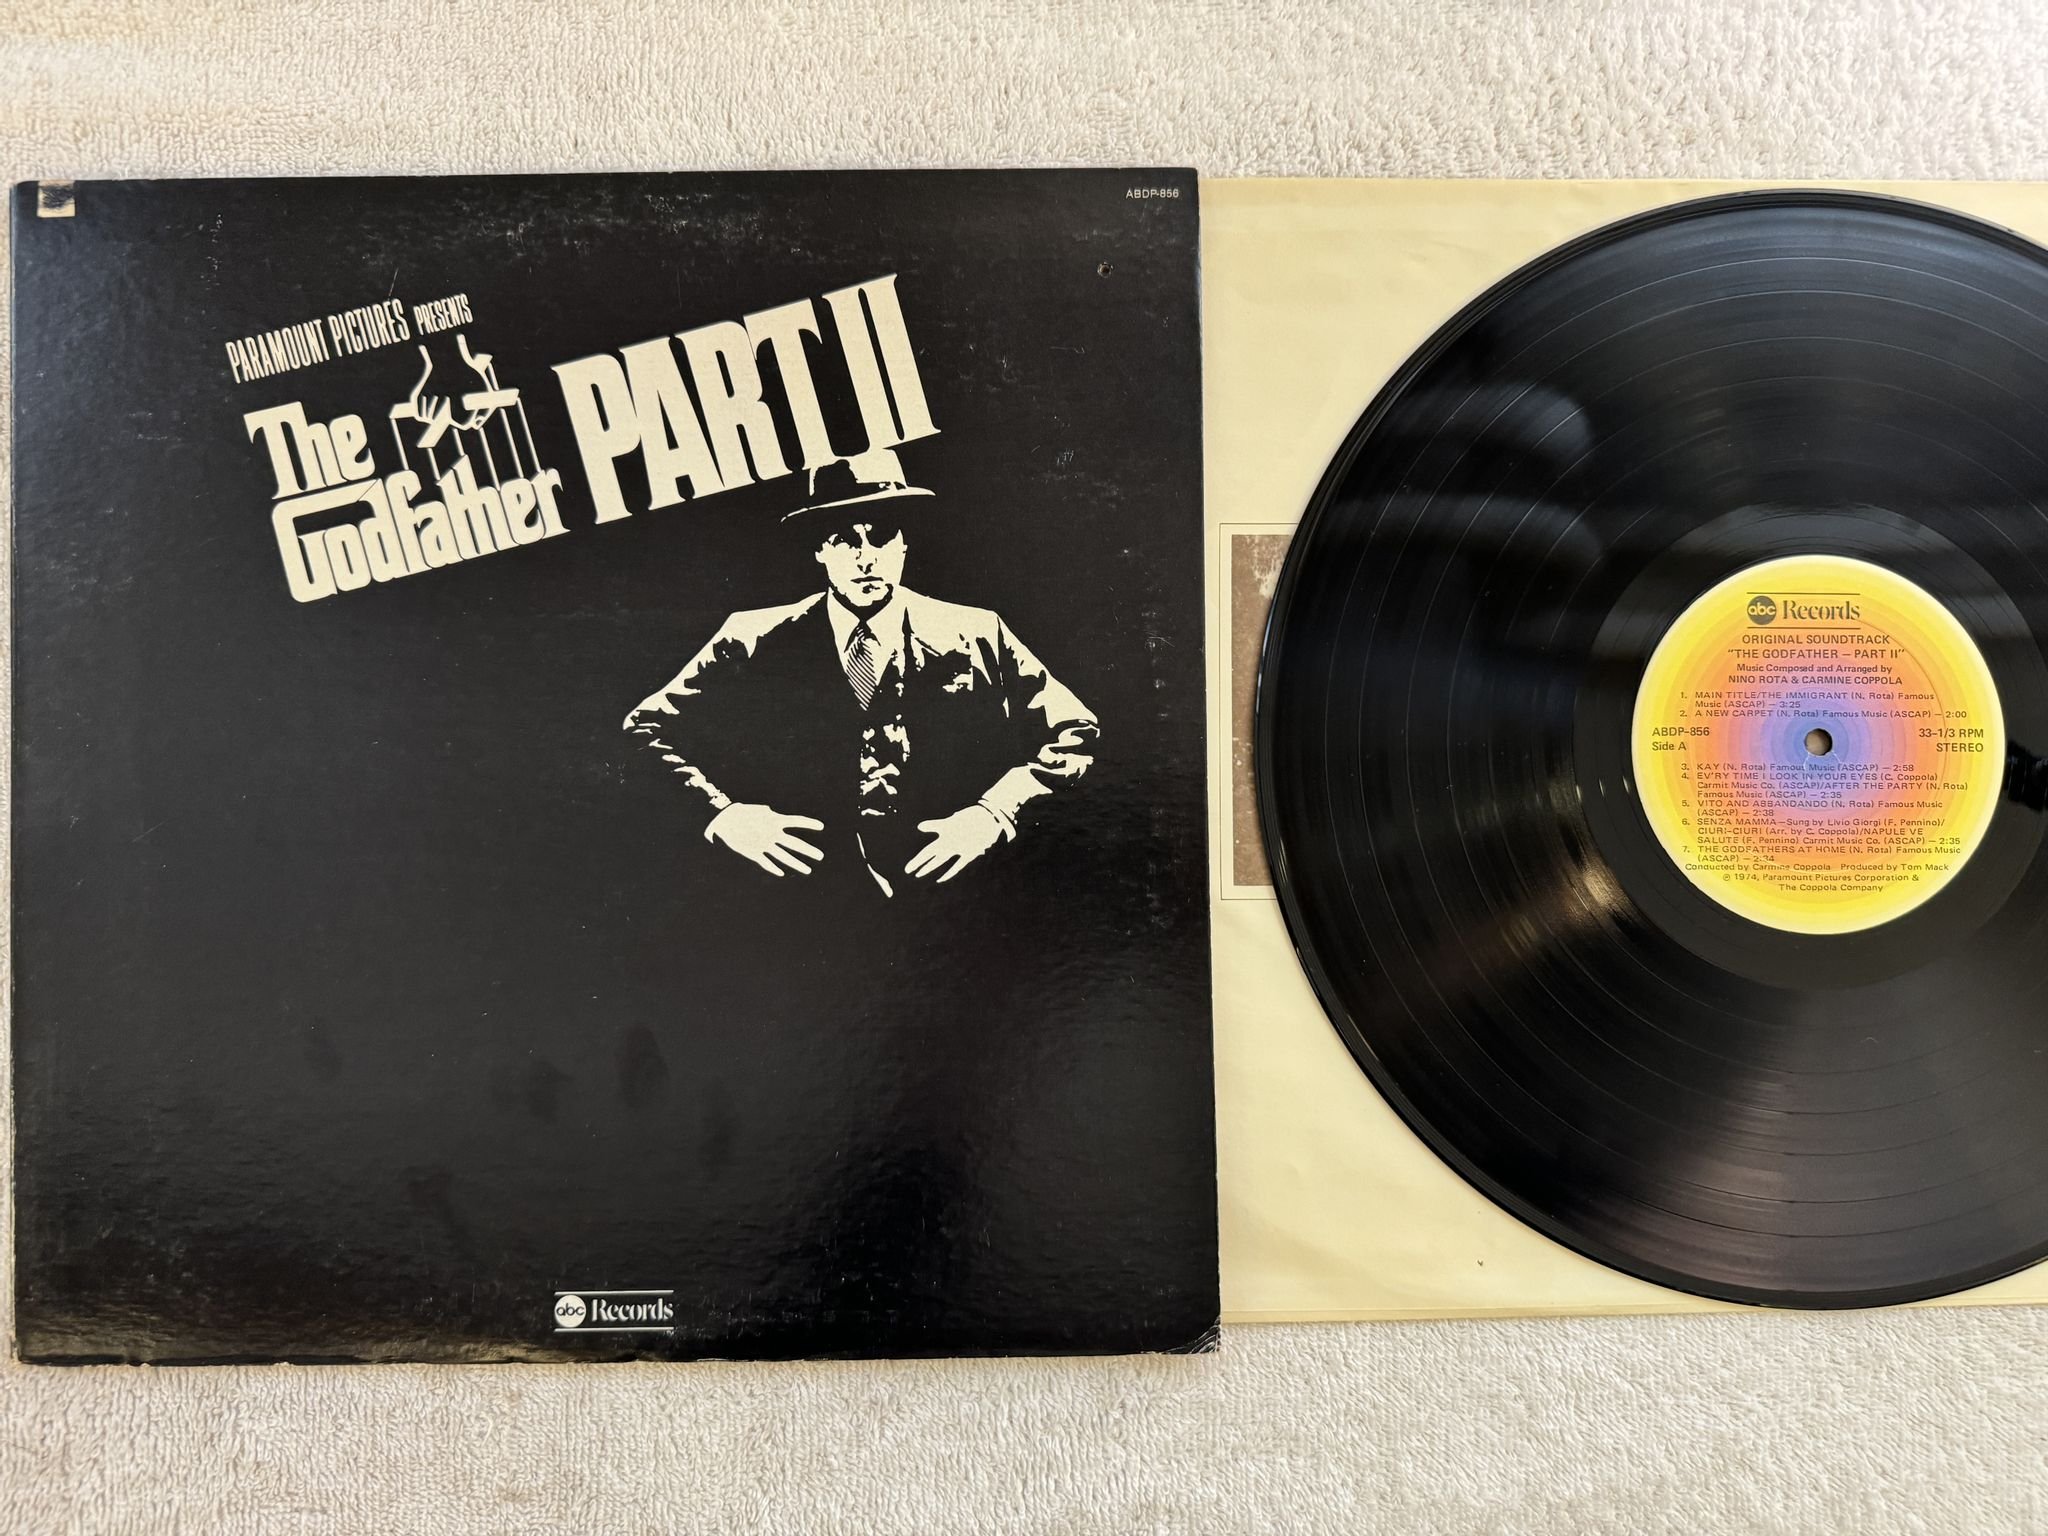 ABDP-856
PARAMOUNT PICTURES PRESENTS
The
Godfather
PART II
abc Records
abc Records
ORIGINAL SOUNDTRACK
"THE GODFATHER — PART II"
Music Composed and Arranged by
NINO ROTA & CARMINE COPPOLA
1. MAIN TITLE/THE IMMIGRANT (N. Rota) Famous
Music (ASCAP) — 3:25
2. A NEW CARPET (N. Rota) Famous Music (ASCAP) — 2:00
ABDP-856
Side A
33-1/3 RPM
STEREO
3. KAY (N. Rota) Famous Music (ASCAP) — 2:58
4. EV'RY TIME I LOOK IN YOUR EYES (C. Coppola)
Carmit Music Co. (ASCAP)/AFTER THE PARTY (N. Rota)
Famous Music (ASCAP) — 2:35
5. VITO AND ABBANDANDO (N. Rota) Famous Music
(ASCAP) — 2:38
6. SENZA MAMMA—Sung by Livio Giorgi (F. Pennino)/
CIURI-CIURI (Arr. by C. Coppola)/NAPULE VE
SALUTE (F. Pennino) Carmit Music Co. (ASCAP) — 2:35
7. THE GODFATHERS AT HOME (N. Rota) Famous Music
(ASCAP) — 2:34
Conducted by Carmine Coppola Produced by Tom Mack
℗ 1974, Paramount Pictures Corporation &
The Coppola Company